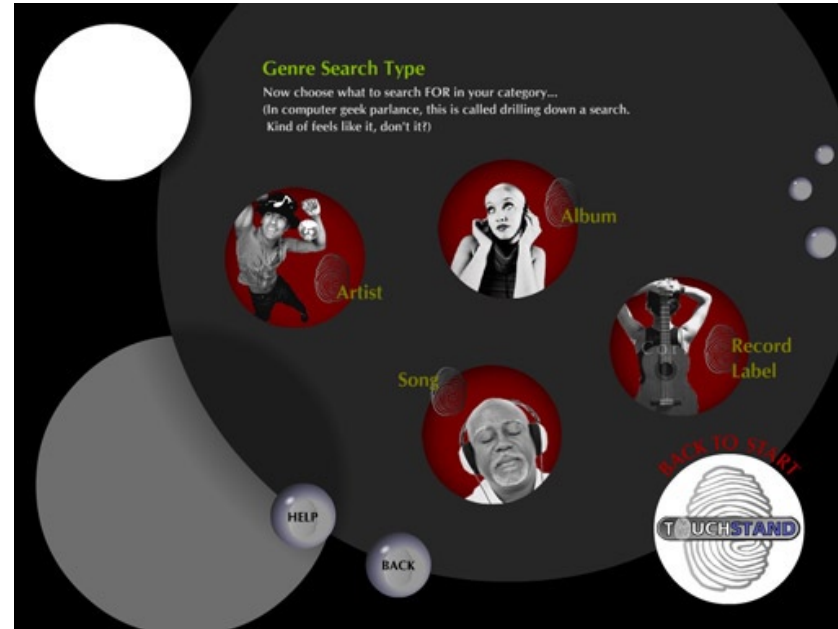 Genre Search Type
Now choose what to search FOR in your category...
(In computer geek parlance, this is called drilling down a search.
Kind of feels like it, don't it?)
Album
Artist
Record
Label
Song
BACK TO START
TOUCHSTAND
HELP
BACK